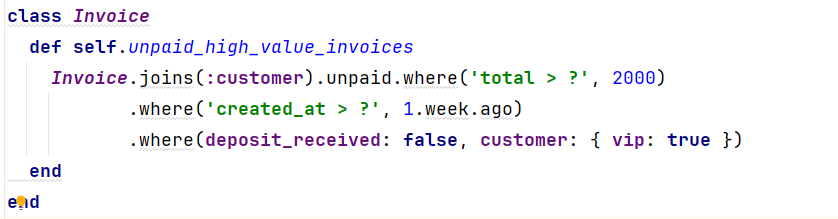 class Invoice
  def self.unpaid_high_value_invoices
    Invoice.joins(:customer).unpaid.where('total > ?', 2000)
           .where('created_at > ?', 1.week.ago)
           .where(deposit_received: false, customer: { vip: true })
  end
end